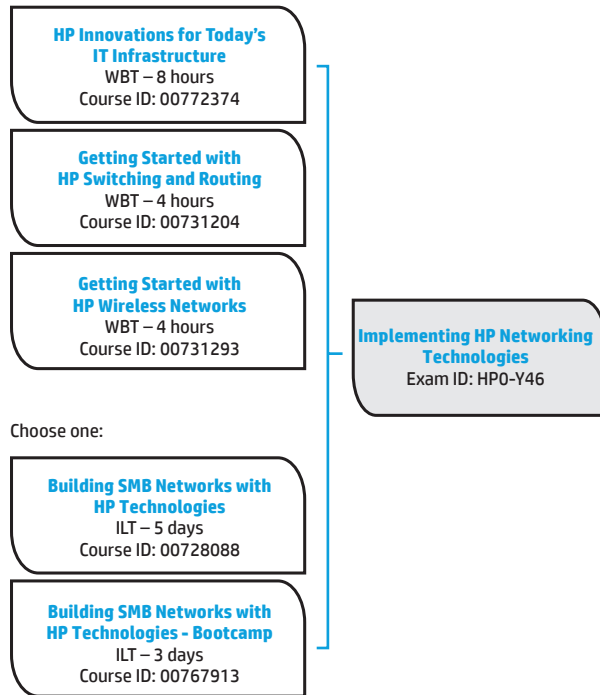 HP Innovations for Today's
IT Infrastructure
WBT – 8 hours
Course ID: 00772374
Getting Started with
HP Switching and Routing
WBT – 4 hours
Course ID: 00731204
Getting Started with
HP Wireless Networks
WBT – 4 hours
Course ID: 00731293
Implementing HP Networking
Technologies
Exam ID: HP0-Y46
Choose one:
Building SMB Networks with
HP Technologies
ILT – 5 days
Course ID: 00728088
Building SMB Networks with
HP Technologies - Bootcamp
ILT – 3 days
Course ID: 00767913